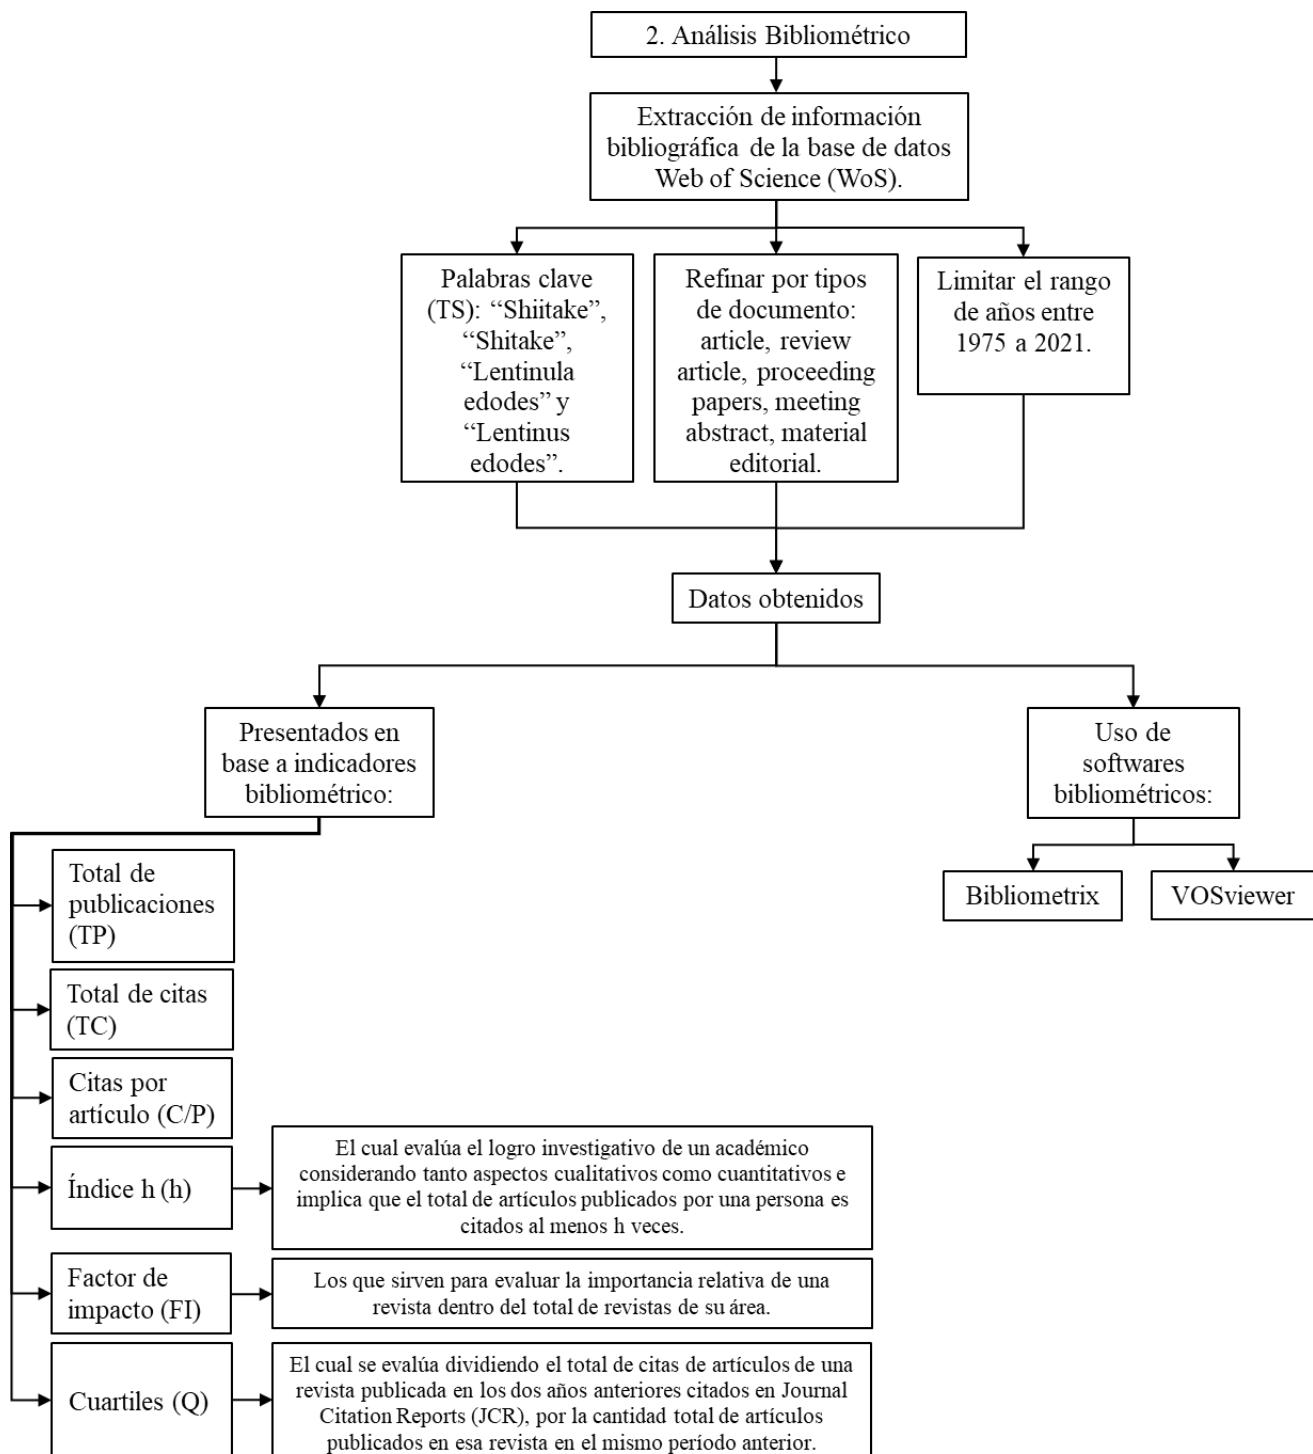 2. Análisis Bibliométrico
Extracción de información
bibliográfica de la base de datos
Web of Science (WoS).
Palabras clave
(TS): “Shiitake”,
“Shitake”,
“Lentinula
edodes” y
“Lentinus
edodes”.
Refinar por tipos
de documento:
article, review
article, proceeding
papers, meeting
abstract, material
editorial.
Limitar el rango
de años entre
1975 a 2021.
Datos obtenidos
Presentados en
base a indicadores
bibliométrico:
Uso de
softwares
bibliométricos:
Bibliometrix
VOSviewer
Total de
publicaciones
(TP)
Total de citas
(TC)
Citas por
artículo (C/P)
Índice h (h)
El cual evalúa el logro investigativo de un académico
considerando tanto aspectos cualitativos como cuantitativos e
implica que el total de artículos publicados por una persona es
citados al menos h veces.
Factor de
impacto (FI)
Los que sirven para evaluar la importancia relativa de una
revista dentro del total de revistas de su área.
Cuartiles (Q)
El cual se evalúa dividiendo el total de citas de artículos de una
revista publicada en los dos años anteriores citados en Journal
Citation Reports (JCR), por la cantidad total de artículos
publicados en esa revista en el mismo período anterior.